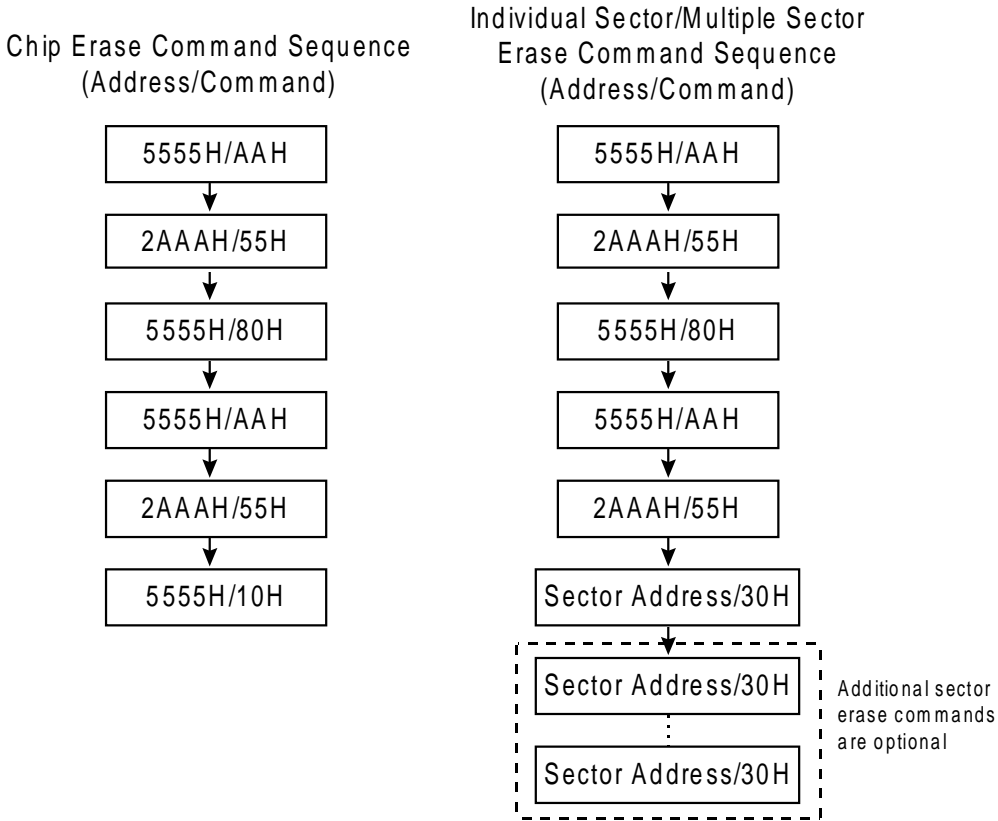 Chip Erase Command Sequence
(Address/Command)
5555H/AAH
2AAAH/55H
5555H/80H
5555H/AAH
2AAAH/55H
5555H/10H
Individual Sector/Multiple Sector
Erase Command Sequence
(Address/Command)
5555H/AAH
2AAAH/55H
5555H/80H
5555H/AAH
2AAAH/55H
Sector Address/30H
Sector Address/30H
Sector Address/30H
Additional sector
erase commands
are optional